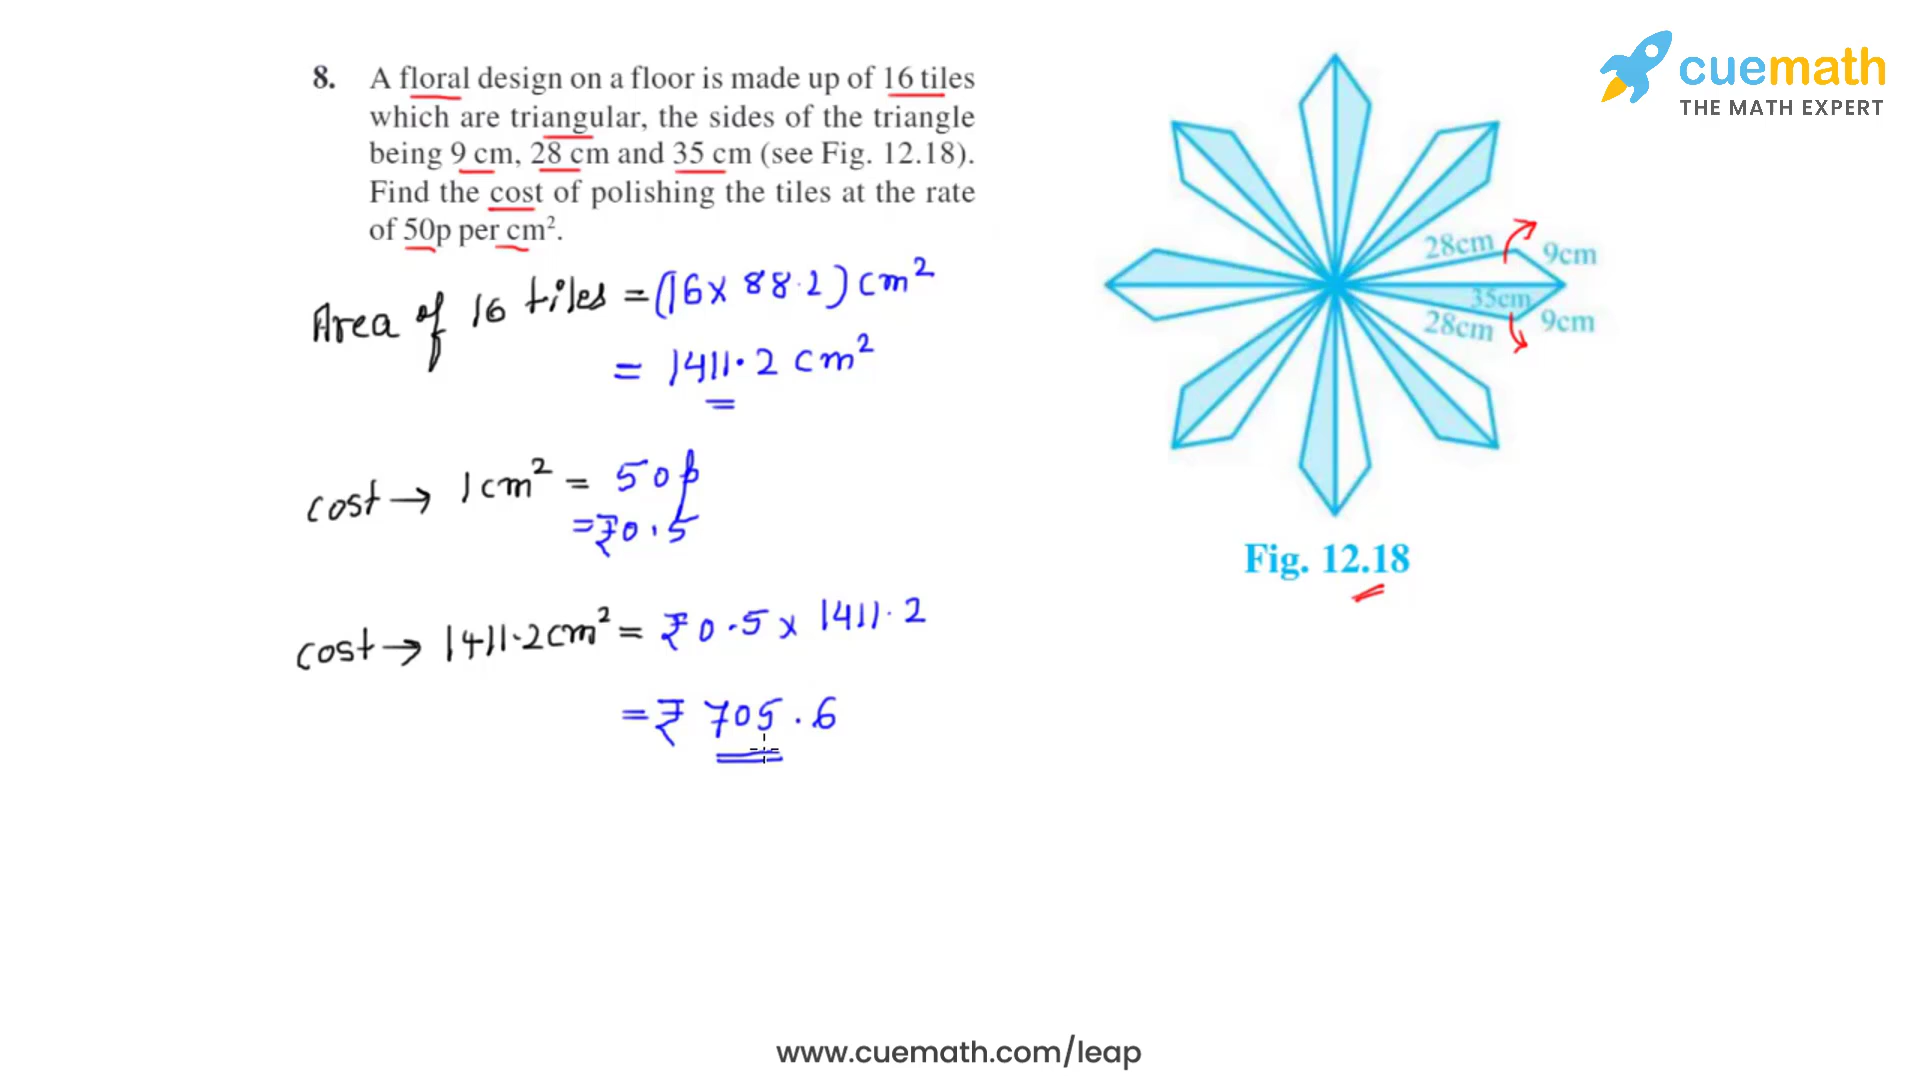 8. A floral design on a floor is made up of 16 tiles
which are triangular, the sides of the triangle
being 9 cm, 28 cm and 35 cm (see Fig. 12.18).
Find the cost of polishing the tiles at the rate
of 50p per cm².
Area of 16 tiles = (16 × 88.2) cm²
= 1411.2 cm²
cost → 1cm² = 50p
= ₹0.5
cost → 1411.2cm² = ₹0.5 × 1411.2
= ₹ 705.6
cuemath
THE MATH EXPERT
28cm
9cm
35cm
28cm
9cm
Fig. 12.18
www.cuemath.com/leap